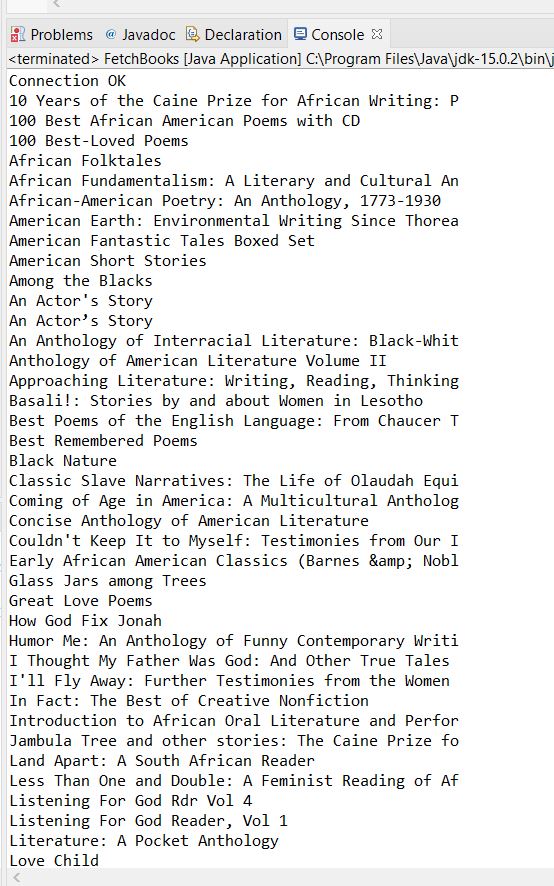 Problems @ Javadoc Declaration Console
<terminated> FetchBooks [Java Application] C:\Program Files\Java\jdk-15.0.2\bin\j
Connection OK
10 Years of the Caine Prize for African Writing: P
100 Best African American Poems with CD
100 Best-Loved Poems
African Folktales
African Fundamentalism: A Literary and Cultural An
African-American Poetry: An Anthology, 1773-1930
American Earth: Environmental Writing Since Thorea
American Fantastic Tales Boxed Set
American Short Stories
Among the Blacks
An Actor's Story
An Actor’s Story
An Anthology of Interracial Literature: Black-Whit
Anthology of American Literature Volume II
Approaching Literature: Writing, Reading, Thinking
Basali!: Stories by and about Women in Lesotho
Best Poems of the English Language: From Chaucer T
Best Remembered Poems
Black Nature
Classic Slave Narratives: The Life of Olaudah Equi
Coming of Age in America: A Multicultural Antholog
Concise Anthology of American Literature
Couldn't Keep It to Myself: Testimonies from Our I
Early African American Classics (Barnes &amp; Nobl
Glass Jars among Trees
Great Love Poems
How God Fix Jonah
Humor Me: An Anthology of Funny Contemporary Writi
I Thought My Father Was God: And Other True Tales
I'll Fly Away: Further Testimonies from the Women
In Fact: The Best of Creative Nonfiction
Introduction to African Oral Literature and Perfor
Jambula Tree and other stories: The Caine Prize fo
Land Apart: A South African Reader
Less Than One and Double: A Feminist Reading of Af
Listening For God Rdr Vol 4
Listening For God Reader, Vol 1
Literature: A Pocket Anthology
Love Child